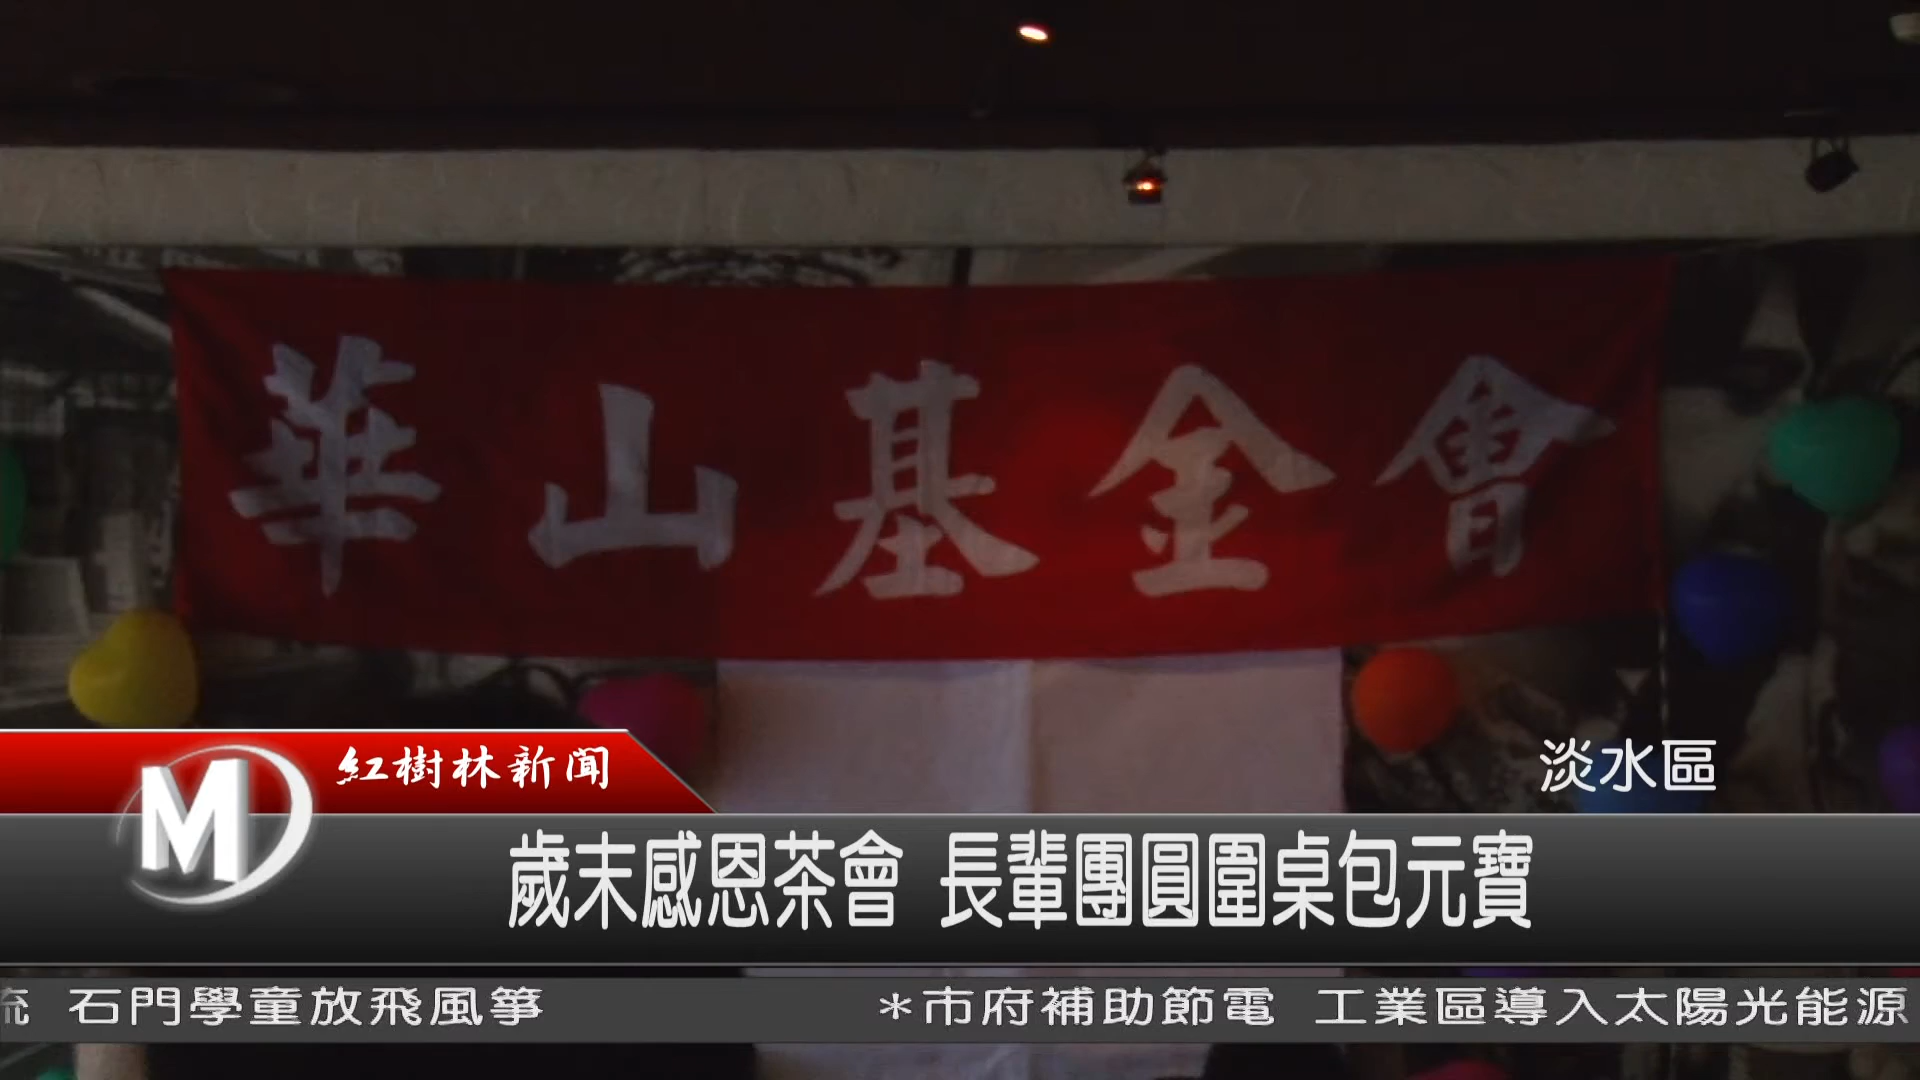 華山基金會
紅樹林新闻
淡水區
M
歲末感恩茶會 長輩團圓圍桌包元寶
流 石門學童放飛風箏 *市府補助節電 工業區導入太陽光能源